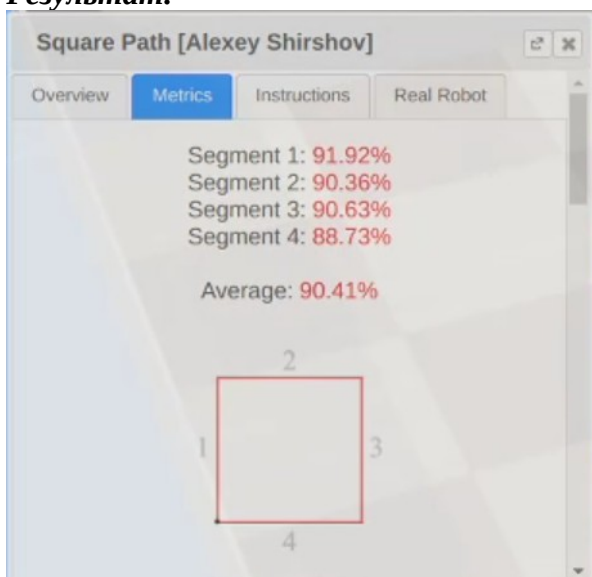 Результат:
Square Path [Alexey Shirshov]
Overview Metrics Instructions Real Robot
Segment 1: 91.92%
Segment 2: 90.36%
Segment 3: 90.63%
Segment 4: 88.73%
Average: 90.41%
2
1 3
4